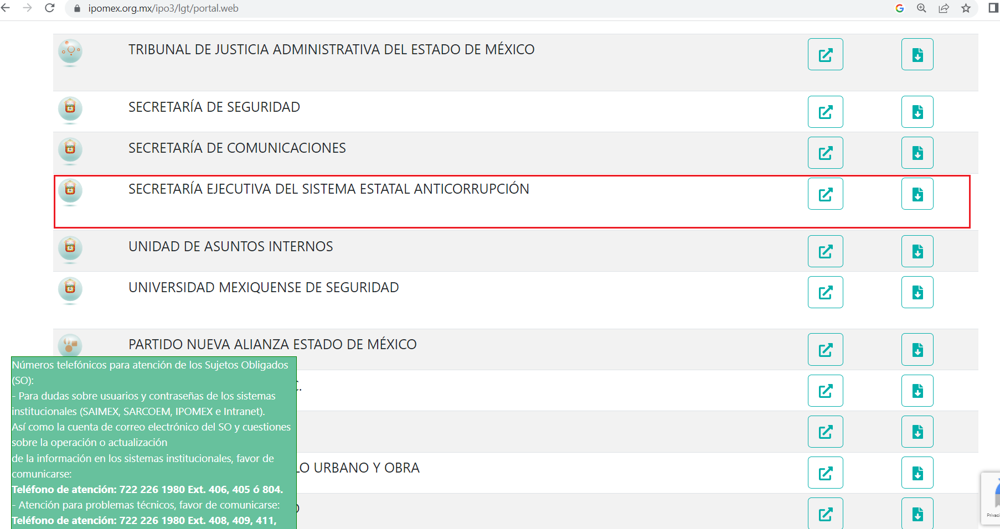 ipomex.org.mx/ipo3/lgt/portal.web
TRIBUNAL DE JUSTICIA ADMINISTRATIVA DEL ESTADO DE MÉXICO
SECRETARÍA DE SEGURIDAD
SECRETARÍA DE COMUNICACIONES
SECRETARÍA EJECUTIVA DEL SISTEMA ESTATAL ANTICORRUPCIÓN
UNIDAD DE ASUNTOS INTERNOS
UNIVERSIDAD MEXIQUENSE DE SEGURIDAD
PARTIDO NUEVA ALIANZA ESTADO DE MÉXICO
Números telefónicos para atención de los Sujetos Obligados
(SO):
- Para dudas sobre usuarios y contraseñas de los sistemas
institucionales (SAIMEX, SARCOEM, IPOMEX e Intranet).
Así como la cuenta de correo electrónico del SO y cuestiones
sobre la operación o actualización
de la información en los sistemas institucionales, favor de
comunicarse:
Teléfono de atención: 722 226 1980 Ext. 406, 405 ó 804.
- Atención para problemas técnicos, favor de comunicarse:
Teléfono de atención: 722 226 1980 Ext. 408, 409, 411,
LO URBANO Y OBRA
Privaci